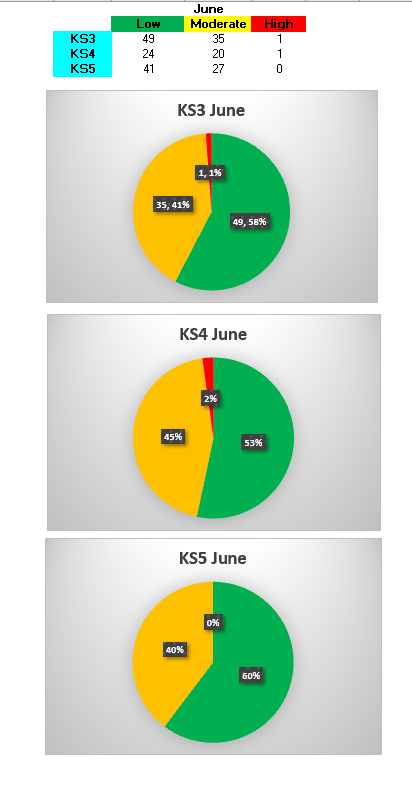 June
Low Moderate High
KS3 49 35 1
KS4 24 20 1
KS5 41 27 0
KS3 June
1, 1%
35, 41%
49, 58%
KS4 June
2%
45%
53%
KS5 June
0%
40%
60%